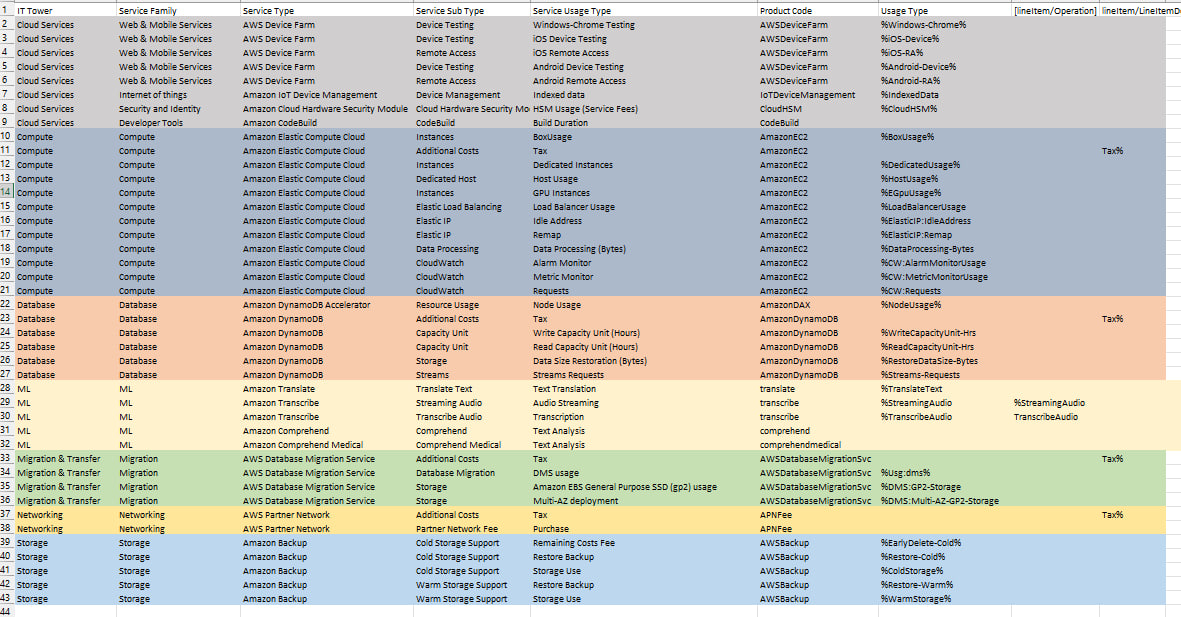 1 IT Tower Service Family Service Type Service Sub Type Service Usage Type Product Code Usage Type [lineItem/Operation] lineItem/LineItemD
2 Cloud Services Web & Mobile Services AWS Device Farm Device Testing Windows-Chrome Testing AWSDeviceFarm %Windows-Chrome%
3 Cloud Services Web & Mobile Services AWS Device Farm Device Testing iOS Device Testing AWSDeviceFarm %iOS-Device%
4 Cloud Services Web & Mobile Services AWS Device Farm Remote Access iOS Remote Access AWSDeviceFarm %iOS-RA%
5 Cloud Services Web & Mobile Services AWS Device Farm Device Testing Android Device Testing AWSDeviceFarm %Android-Device%
6 Cloud Services Web & Mobile Services AWS Device Farm Remote Access Android Remote Access AWSDeviceFarm %Android-RA%
7 Cloud Services Internet of things Amazon IoT Device Management Device Management Indexed data IoTDeviceManagement %IndexedData
8 Cloud Services Security and Identity Amazon Cloud Hardware Security Module Cloud Hardware Security Mo HSM Usage (Service Fees) CloudHSM %CloudHSM%
9 Cloud Services Developer Tools Amazon CodeBuild CodeBuild Build Duration CodeBuild
10 Compute Compute Amazon Elastic Compute Cloud Instances BoxUsage AmazonEC2 %BoxUsage%
11 Compute Compute Amazon Elastic Compute Cloud Additional Costs Tax AmazonEC2 Tax%
12 Compute Compute Amazon Elastic Compute Cloud Instances Dedicated Instances AmazonEC2 %DedicatedUsage%
13 Compute Compute Amazon Elastic Compute Cloud Dedicated Host Host Usage AmazonEC2 %HostUsage%
14 Compute Compute Amazon Elastic Compute Cloud Instances GPU Instances AmazonEC2 %EGpuUsage%
15 Compute Compute Amazon Elastic Compute Cloud Elastic Load Balancing Load Balancer Usage AmazonEC2 %LoadBalancerUsage
16 Compute Compute Amazon Elastic Compute Cloud Elastic IP Idle Address AmazonEC2 %ElasticIP:IdleAddress
17 Compute Compute Amazon Elastic Compute Cloud Elastic IP Remap AmazonEC2 %ElasticIP:Remap
18 Compute Compute Amazon Elastic Compute Cloud Data Processing Data Processing (Bytes) AmazonEC2 %DataProcessing-Bytes
19 Compute Compute Amazon Elastic Compute Cloud CloudWatch Alarm Monitor AmazonEC2 %CW:AlarmMonitorUsage
20 Compute Compute Amazon Elastic Compute Cloud CloudWatch Metric Monitor AmazonEC2 %CW:MetricMonitorUsage
21 Compute Compute Amazon Elastic Compute Cloud CloudWatch Requests AmazonEC2 %CW:Requests
22 Database Database Amazon DynamoDB Accelerator Resource Usage Node Usage AmazonDAX %NodeUsage%
23 Database Database Amazon DynamoDB Additional Costs Tax AmazonDynamoDB Tax%
24 Database Database Amazon DynamoDB Capacity Unit Write Capacity Unit (Hours) AmazonDynamoDB %WriteCapacityUnit-Hrs
25 Database Database Amazon DynamoDB Capacity Unit Read Capacity Unit (Hours) AmazonDynamoDB %ReadCapacityUnit-Hrs
26 Database Database Amazon DynamoDB Storage Data Size Restoration (Bytes) AmazonDynamoDB %RestoreDataSize-Bytes
27 Database Database Amazon DynamoDB Streams Streams Requests AmazonDynamoDB %Streams-Requests
28 ML ML Amazon Translate Translate Text Text Translation translate %TranslateText
29 ML ML Amazon Transcribe Streaming Audio Audio Streaming transcribe %StreamingAudio %StreamingAudio
30 ML ML Amazon Transcribe Transcribe Audio Transcription transcribe %TranscribeAudio TranscribeAudio
31 ML ML Amazon Comprehend Comprehend Text Analysis comprehend
32 ML ML Amazon Comprehend Medical Comprehend Medical Text Analysis comprehendmedical
33 Migration & Transfer Migration AWS Database Migration Service Additional Costs Tax AWSDatabaseMigrationSvc Tax%
34 Migration & Transfer Migration AWS Database Migration Service Database Migration DMS usage AWSDatabaseMigrationSvc %Usg:dms%
35 Migration & Transfer Migration AWS Database Migration Service Storage Amazon EBS General Purpose SSD (gp2) usage AWSDatabaseMigrationSvc %DMS:GP2-Storage
36 Migration & Transfer Migration AWS Database Migration Service Storage Multi-AZ deployment AWSDatabaseMigrationSvc %DMS:Multi-AZ-GP2-Storage
37 Networking Networking AWS Partner Network Additional Costs Tax APNFee Tax%
38 Networking Networking AWS Partner Network Partner Network Fee Purchase APNFee
39 Storage Storage Amazon Backup Cold Storage Support Remaining Costs Fee AWSBackup %EarlyDelete-Cold%
40 Storage Storage Amazon Backup Cold Storage Support Restore Backup AWSBackup %Restore-Cold%
41 Storage Storage Amazon Backup Cold Storage Support Storage Use AWSBackup %ColdStorage%
42 Storage Storage Amazon Backup Warm Storage Support Restore Backup AWSBackup %Restore-Warm%
43 Storage Storage Amazon Backup Warm Storage Support Storage Use AWSBackup %WarmStorage%
44